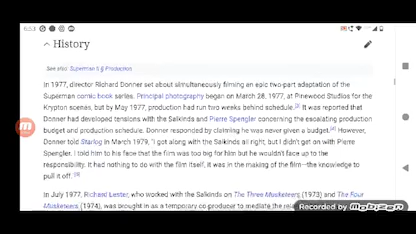 6:53
History
See also: Superman II § Production
In 1977, director Richard Donner set about simultaneously filming an epic two-part adaptation of the
Superman comic book series. Principal photography began on March 28, 1977, at Pinewood Studios for the
Krypton scenes, but by May 1977, production had run two weeks behind schedule.[3] It was reported that
Donner had developed tensions with the Salkinds and Pierre Spengler concerning the escalating production
budget and production schedule. Donner responded by claiming he was never given a budget.[4] However,
Donner told Starlog in March 1979, "I got along with the Salkinds all right, but I didn't get on with Pierre
Spengler. I told him to his face that the film was too big for him but he wouldn't face up to the
responsibility. It had nothing to do with the film itself, it was in the making of the film—the knowledge to
pull it off."
In July 1977, Richard Lester, who worked with the Salkinds on The Three Musketeers (1973) and The Four
Musketeers (1974), was brought in as a temporary co producer to mediate the
Recorded by Mobizen